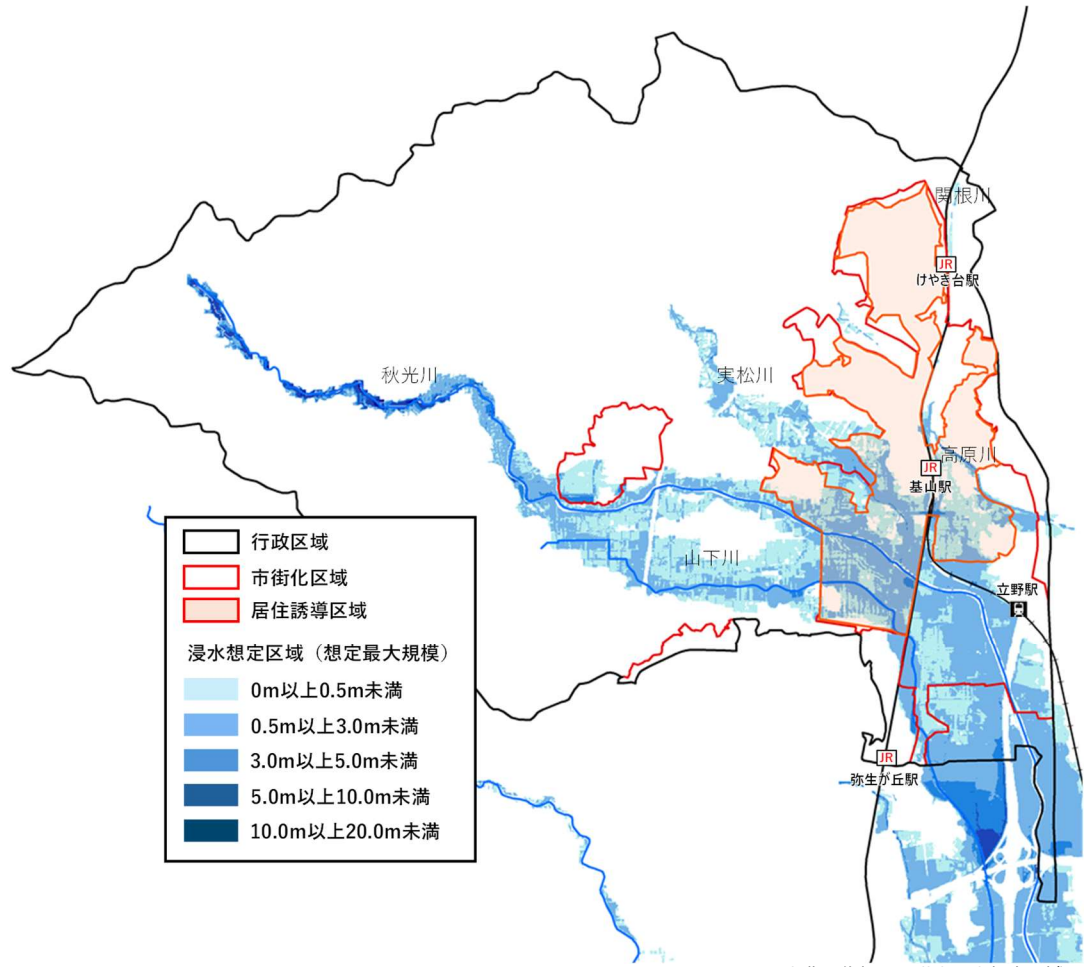 関根川
JR
けやき台駅
秋光川
実松川
高原川
JR
基山駅
山下川
立野駅
JR
弥生が丘駅
行政区域
市街化区域
居住誘導区域
浸水想定区域（想定最大規模）
0m以上0.5m未満
0.5m以上3.0m未満
3.0m以上5.0m未満
5.0m以上10.0m未満
10.0m以上20.0m未満